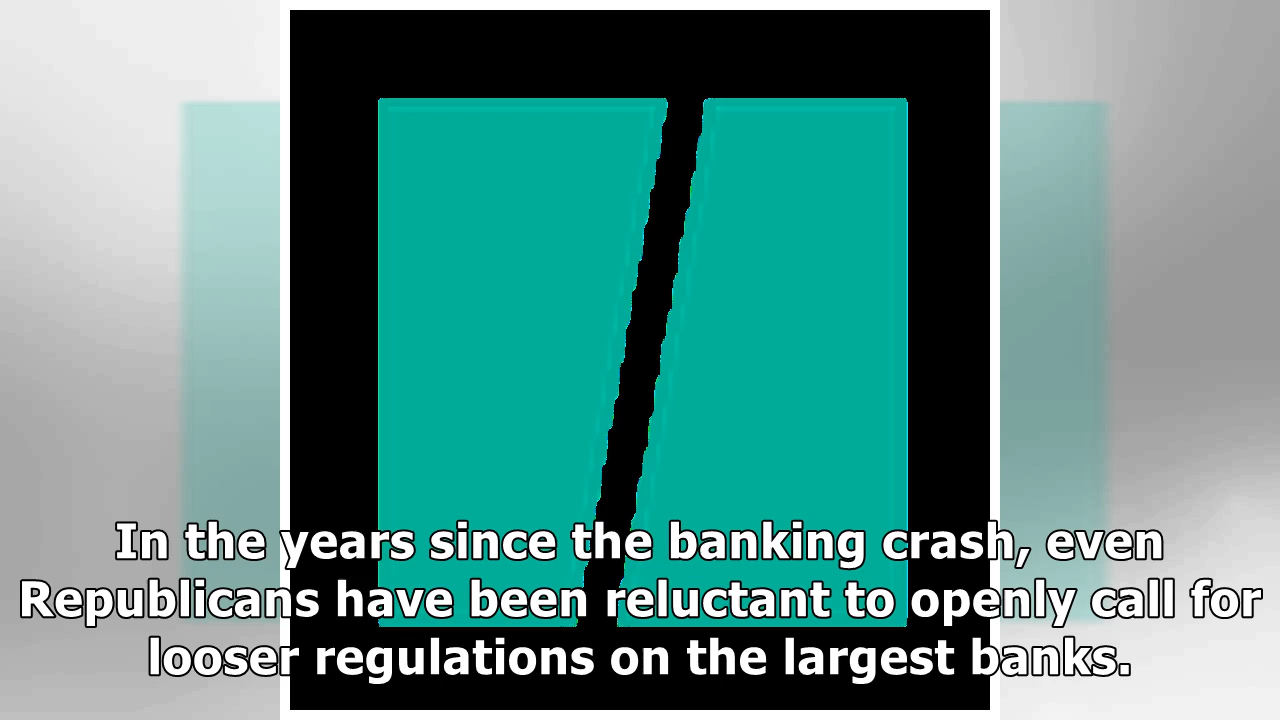 In the years since the banking crash, even
Republicans have been reluctant to openly call for
looser regulations on the largest banks.